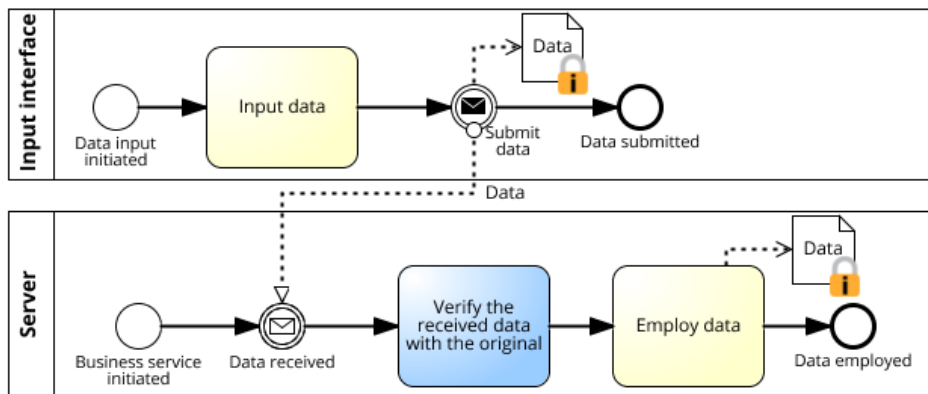 Input interface
Data
Input data
Data input
initiated
Submit
data
Data submitted
Data
Server
Data
Verify the
received data
with the original
Employ data
Business service
initiated
Data received
Data employed